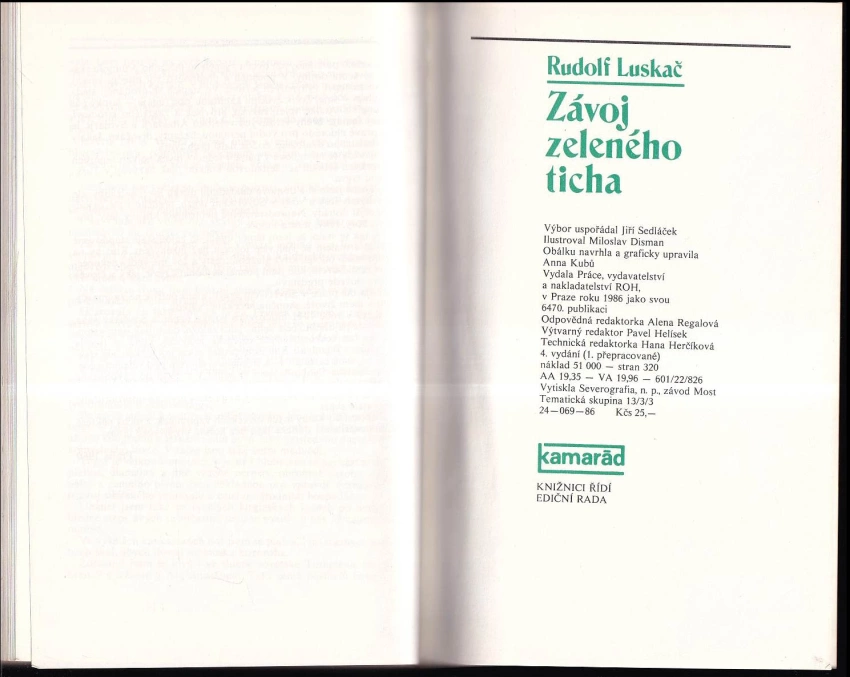 Rudolf Luskač
Závoj
zeleného
ticha
Výbor uspořádal Jiří Sedláček
Ilustroval Miloslav Disman
Obálku navrhla a graficky upravila
Anna Kubů
Vydala Práce, vydavatelství
a nakladatelství ROH,
v Praze roku 1986 jako svou
6470. publikaci
Odpovědná redaktorka Alena Regalová
Výtvarný redaktor Pavel Helísek
Technická redaktorka Hana Herčíková
4. vydání (1. přepracované)
náklad 51 000 — stran 320
AA 19,35 — VA 19,96 — 601/22/826
Vytiskla Severografia, n. p., závod Most
Tematická skupina 13/3/3
24—069—86 Kčs 25,—
kamarád
KNIŽNICI ŘÍDÍ
EDIČNÍ RADA